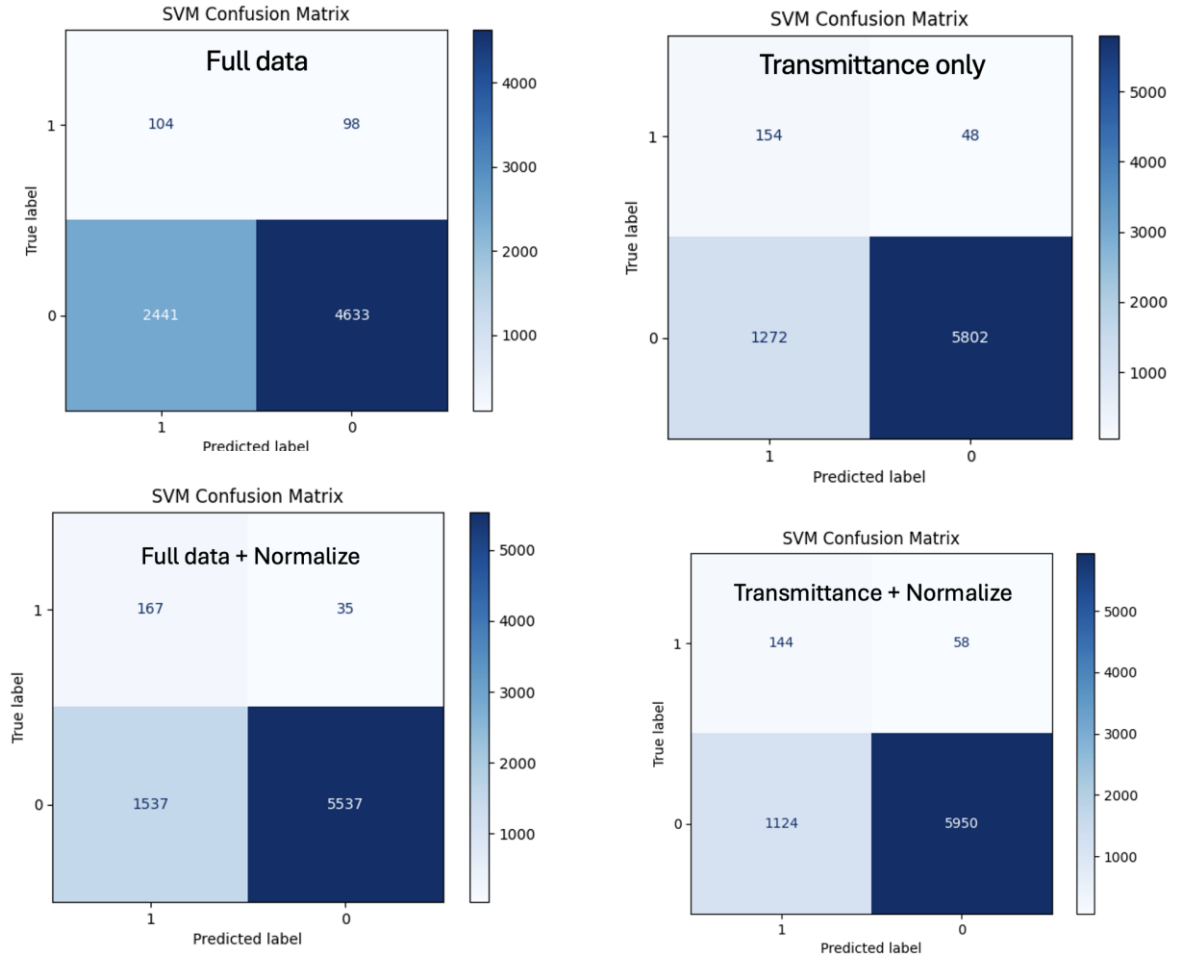 SVM Confusion Matrix
Full data
True label
1
104 98
0
2441 4633
1 0
Predicted label
4000
3000
2000
1000
SVM Confusion Matrix
Transmittance only
True label
1
154 48
0
1272 5802
1 0
Predicted label
5000
4000
3000
2000
1000
SVM Confusion Matrix
Full data + Normalize
True label
1
167 35
0
1537 5537
1 0
Predicted label
5000
4000
3000
2000
1000
SVM Confusion Matrix
Transmittance + Normalize
True label
1
144 58
0
1124 5950
1 0
Predicted label
5000
4000
3000
2000
1000